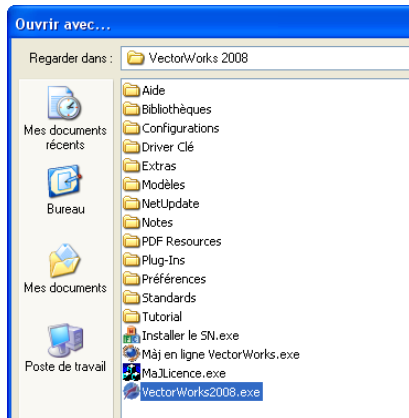 Ouvrir avec...
Regarder dans :
VectorWorks 2008
Mes documents
récents
Bureau
Mes documents
Poste de travail
Aide
Bibliothèques
Configurations
Driver Clé
Extras
Modèles
NetUpdate
Notes
PDF Resources
Plug-Ins
Préférences
Standards
Tutorial
Installer le SN.exe
Màj en ligne VectorWorks.exe
MaJLicence.exe
VectorWorks2008.exe